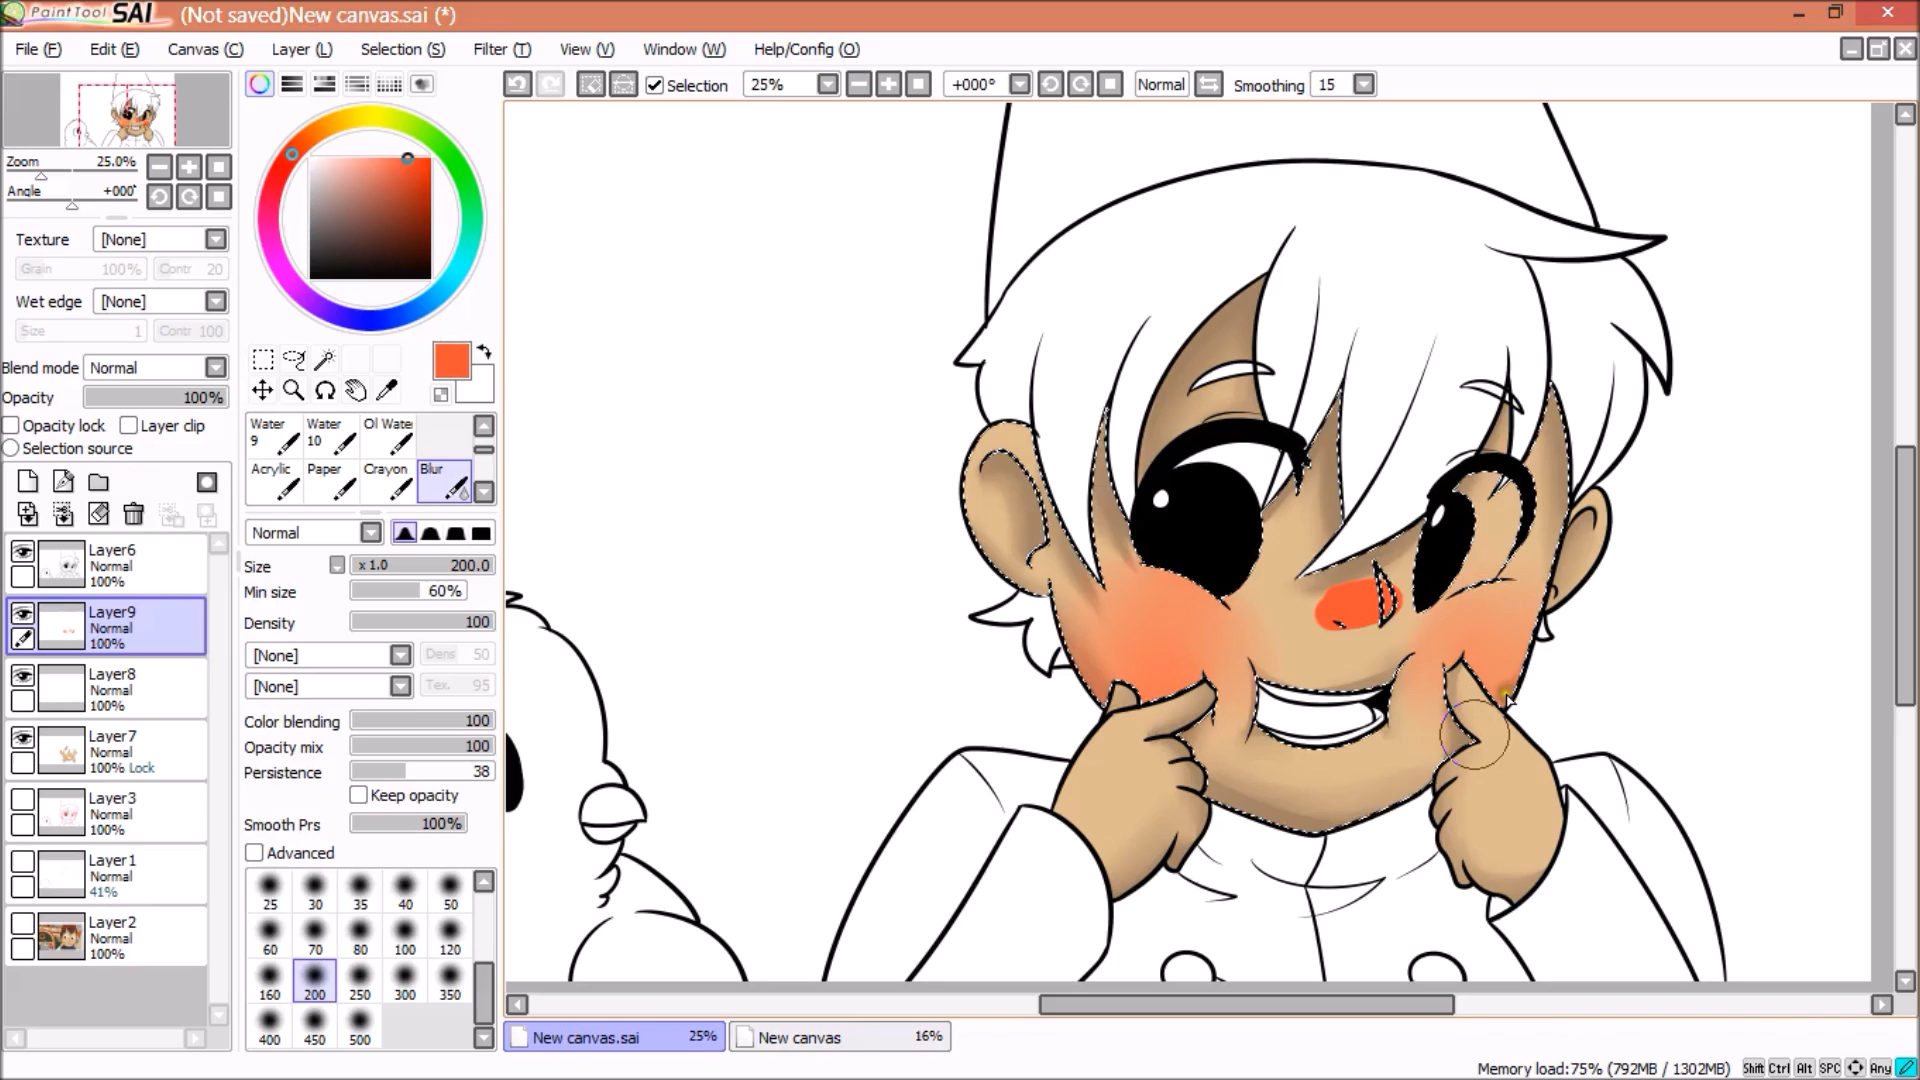 PaintTool SAI (Not saved)New canvas.sai (*)
File (F) Edit (E) Canvas (C) Layer (L) Selection (S) Filter (T) View (V) Window (W) Help/Config (O)
Selection 25% +000° Normal Smoothing 15
Zoom 25.0%
Angle +000°
Texture [None]
Grain 100% Contr 20
Wet edge [None]
Size 1 Contr 100
Blend mode Normal
Opacity 100%
Opacity lock Layer clip
Selection source
Layer6
Normal
100%
Layer9
Normal
100%
Layer8
Normal
100%
Layer7
Normal
100% Lock
Layer3
Normal
100%
Layer1
Normal
41%
Layer2
Normal
100%
Water 9 Water 10 Ol Wate
Acrylic Paper Crayon Blur
Normal
Size x 1.0 200.0
Min size 60%
Density 100
[None] Dens 50
[None] Tex. 95
Color blending 100
Opacity mix 100
Persistence 38
Keep opacity
Smooth Prs 100%
Advanced
25 30 35 40 50
60 70 80 100 120
160 200 250 300 350
400 450 500
New canvas.sai 25% New canvas 16%
Memory load:75% (792MB / 1302MB) Shift Ctrl Alt SPC Any